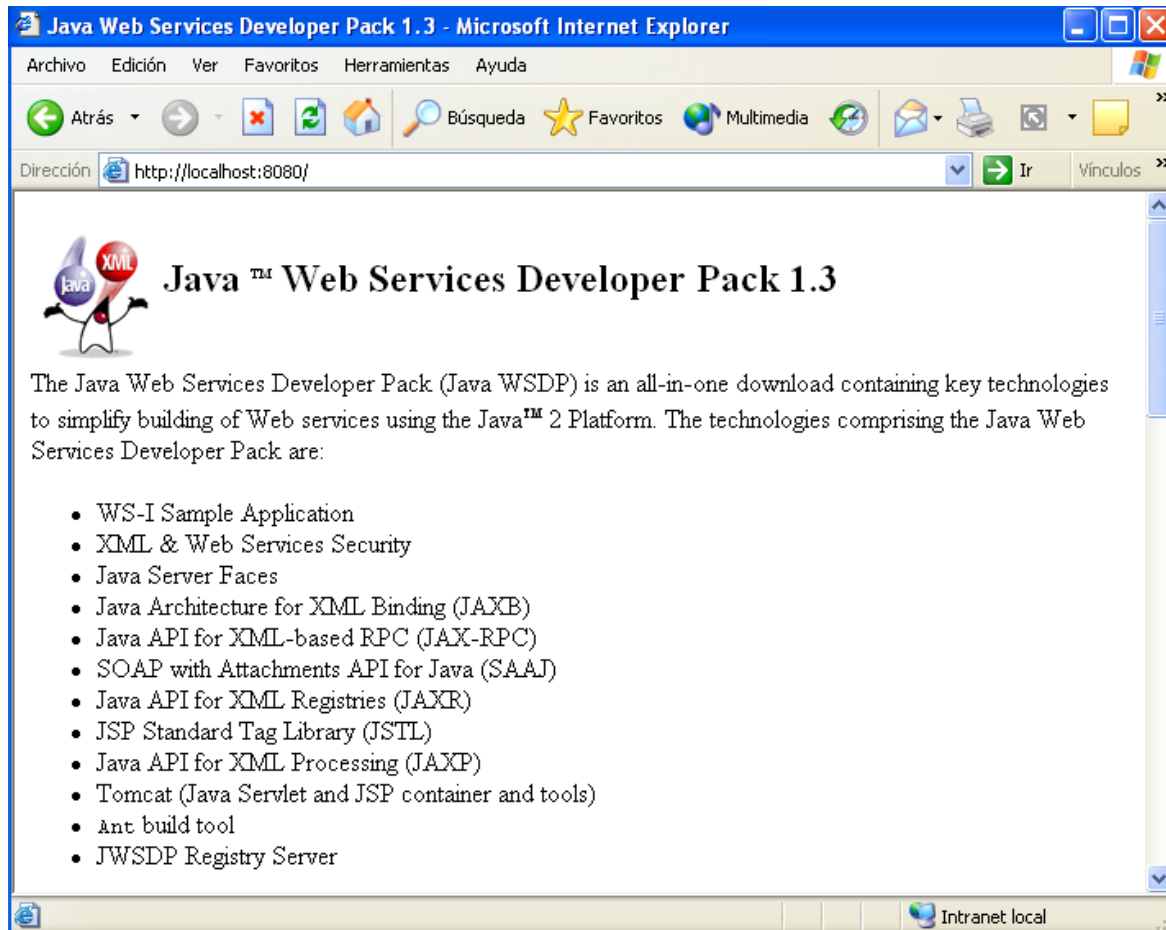 Java Web Services Developer Pack 1.3 - Microsoft Internet Explorer
Archivo Edición Ver Favoritos Herramientas Ayuda
Atrás Búsqueda Favoritos Multimedia »
Dirección http://localhost:8080/ Ir Vínculos »
XML
Java
Java ™ Web Services Developer Pack 1.3
The Java Web Services Developer Pack (Java WSDP) is an all-in-one download containing key technologies
to simplify building of Web services using the Java™ 2 Platform. The technologies comprising the Java Web
Services Developer Pack are:
• WS-I Sample Application
• XML & Web Services Security
• Java Server Faces
• Java Architecture for XML Binding (JAXB)
• Java API for XML-based RPC (JAX-RPC)
• SOAP with Attachments API for Java (SAAJ)
• Java API for XML Registries (JAXR)
• JSP Standard Tag Library (JSTL)
• Java API for XML Processing (JAXP)
• Tomcat (Java Servlet and JSP container and tools)
• Ant build tool
• JWSDP Registry Server
Intranet local